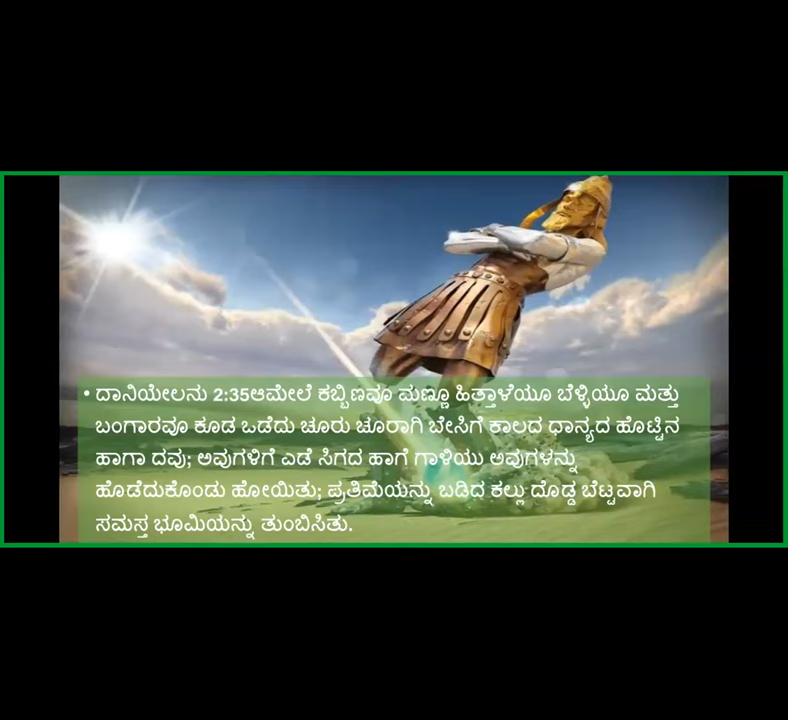 • ದಾನಿಯೇಲನು 2:35ಆಮೇಲೆ ಕಬ್ಬಿಣವೂ ಮಣ್ಣೂ ಹಿತ್ತಾಳೆಯೂ ಬೆಳ್ಳಿಯೂ ಮತ್ತು
ಬಂಗಾರವೂ ಕೂಡ ಒಡೆದು ಚೂರು ಚೂರಾಗಿ ಬೇಸಿಗೆ ಕಾಲದ ಧಾನ್ಯದ ಹೊಟ್ಟಿನ
ಹಾಗಾ ದವು; ಅವುಗಳಿಗೆ ಎಡೆ ಸಿಗದ ಹಾಗೆ ಗಾಳಿಯು ಅವುಗಳನ್ನು
ಹೊಡೆದುಕೊಂಡು ಹೋಯಿತು; ಪ್ರತಿಮೆಯನ್ನು ಬಡಿದ ಕಲ್ಲು ದೊಡ್ಡ ಬೆಟ್ಟವಾಗಿ
ಸಮಸ್ತ ಭೂಮಿಯನ್ನು ತುಂಬಿಸಿತು.